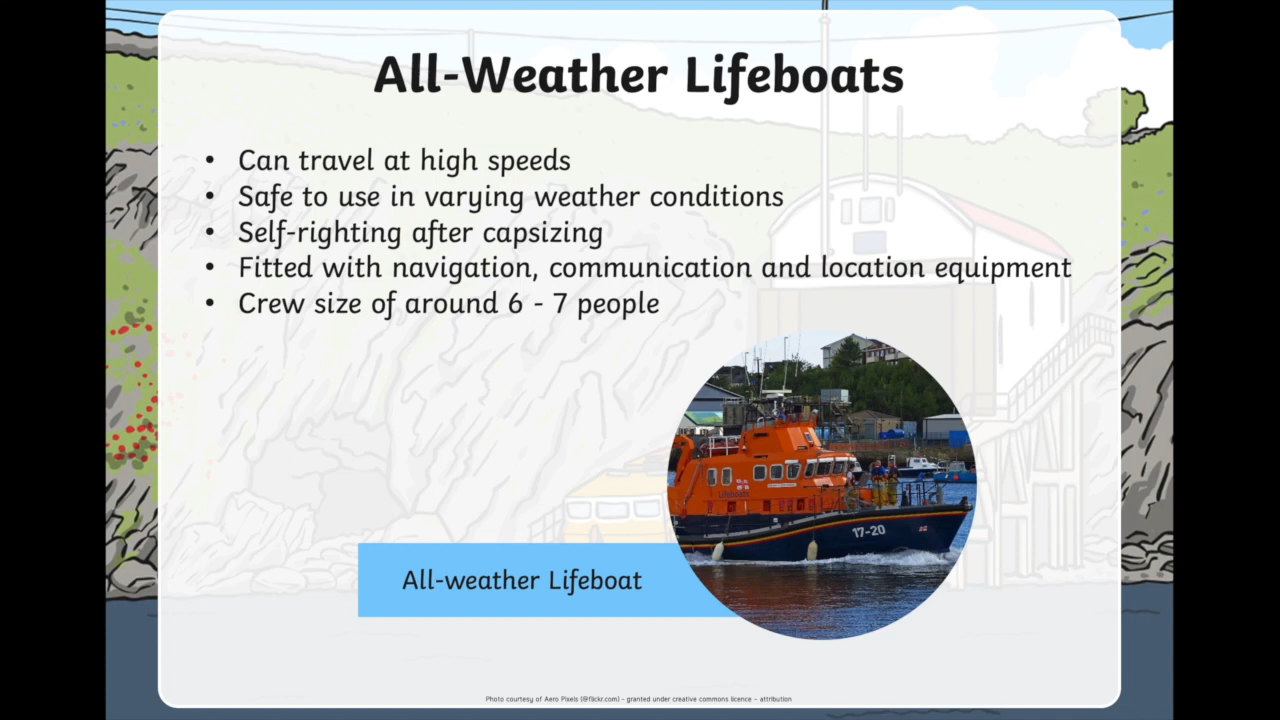 All-Weather Lifeboats
• Can travel at high speeds
• Safe to use in varying weather conditions
• Self-righting after capsizing
• Fitted with navigation, communication and location equipment
• Crew size of around 6 - 7 people
Lifeboats
17-20
All-weather Lifeboat
Photo courtesy of Aero Pixels (@flickr.com) - granted under creative commons licence - attribution